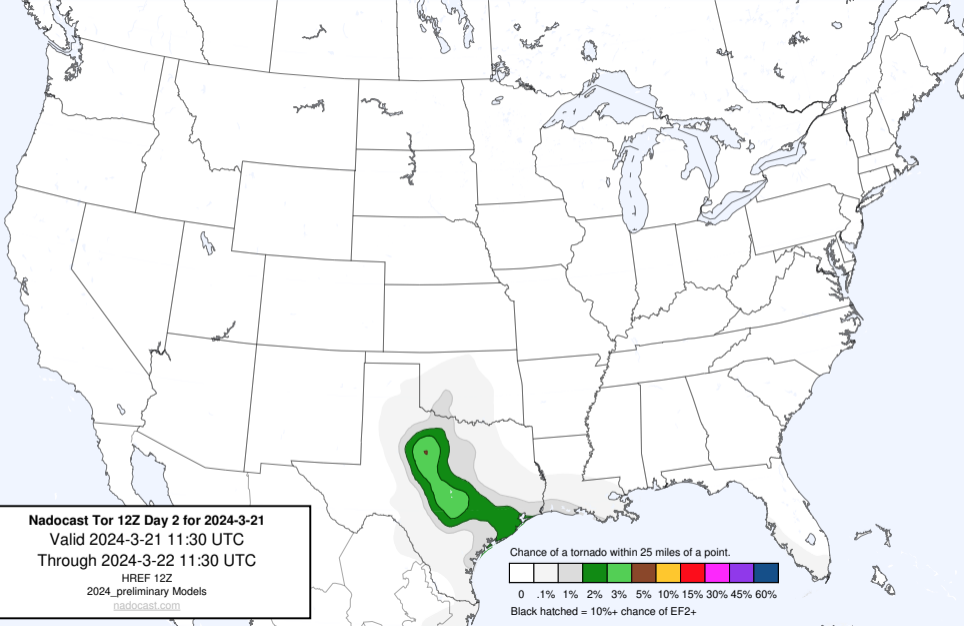 Nadocast Tor 12Z Day 2 for 2024-3-21
Valid 2024-3-21 11:30 UTC
Through 2024-3-22 11:30 UTC
HREF 12Z
2024_preliminary Models
nadocast.com
Chance of a tornado within 25 miles of a point.
0 .1% 1% 2% 3% 5% 10% 15% 30% 45% 60%
Black hatched = 10%+ chance of EF2+